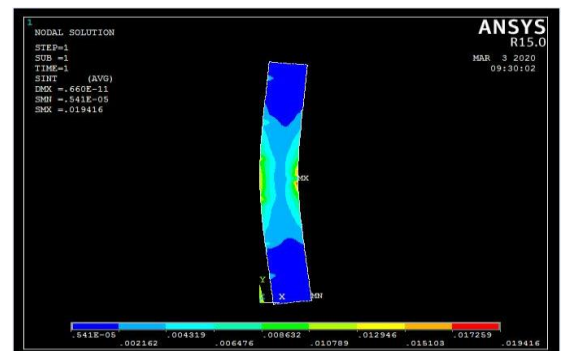 1
NODAL SOLUTION
STEP=1
SUB =1
TIME=1
SINT (AVG)
DMX =.660E-11
SMN =.541E-05
SMX =.019416
ANSYS
R15.0
MAR 3 2020
09:30:02
MX
Y
X
MN
.541E-05 .004319 .008632 .012946 .017259
.002162 .006476 .010789 .015103 .019416